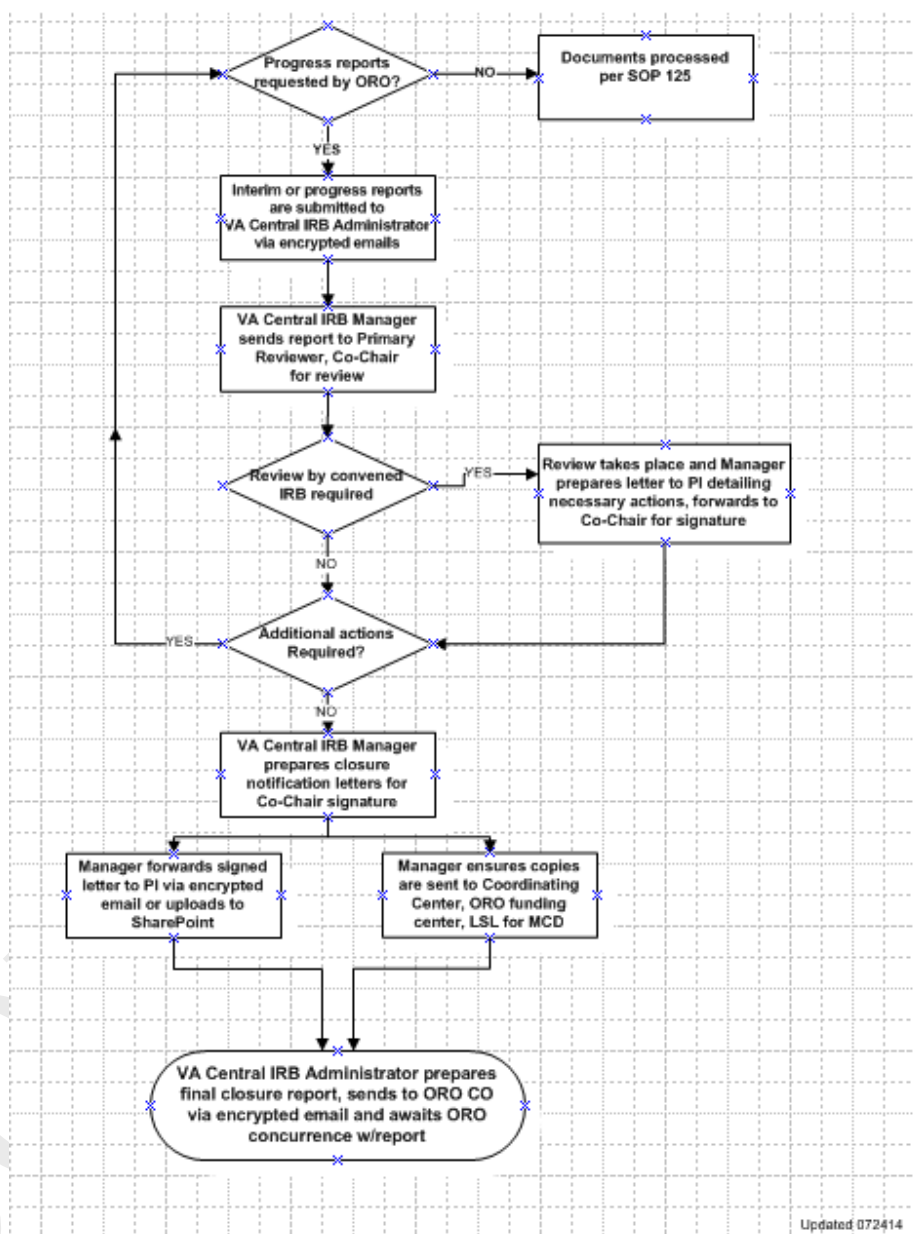 Progress reports
requested by ORO?
NO
Documents processed
per SOP 125
YES
Interim or progress reports
are submitted to
VA Central IRB Administrator
via encrypted emails
VA Central IRB Manager
sends report to Primary
Reviewer, Co-Chair
for review
Review by convened
IRB required
YES
Review takes place and Manager
prepares letter to PI detailing
necessary actions, forwards to
Co-Chair for signature
NO
Additional actions
Required?
YES
NO
VA Central IRB Manager
prepares closure
notification letters for
Co-Chair signature
Manager forwards signed
letter to PI via encrypted
email or uploads to
SharePoint
Manager ensures copies
are sent to Coordinating
Center, ORO funding
center, LSL for MCD
VA Central IRB Administrator prepares
final closure report, sends to ORO CO
via encrypted email and awaits ORO
concurrence w/report
Updated 072414